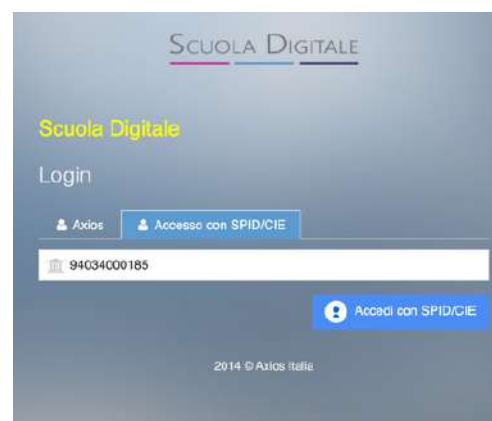 SCUOLA DIGITALE
Scuola Digitale
Login
Axios Accesso con SPID/CIE
94034000185
Accedi con SPID/CIE
2014 © Axios Italia